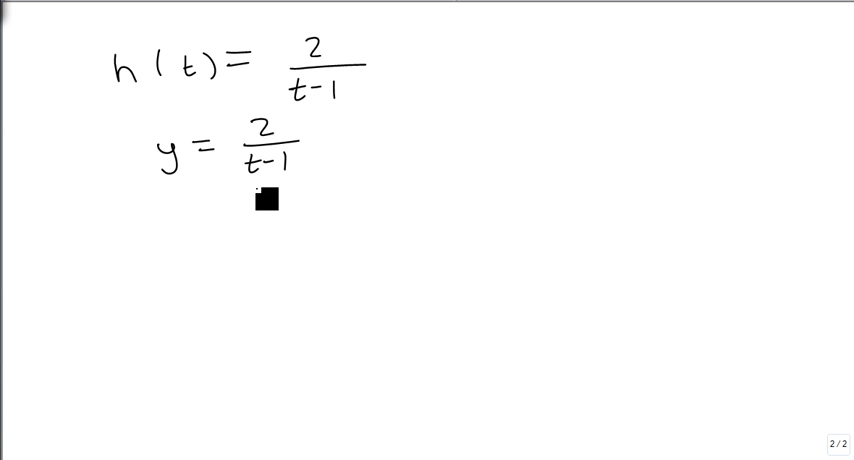 h(t) = 2/(t-1)
y = 2/(t-1)
2/2